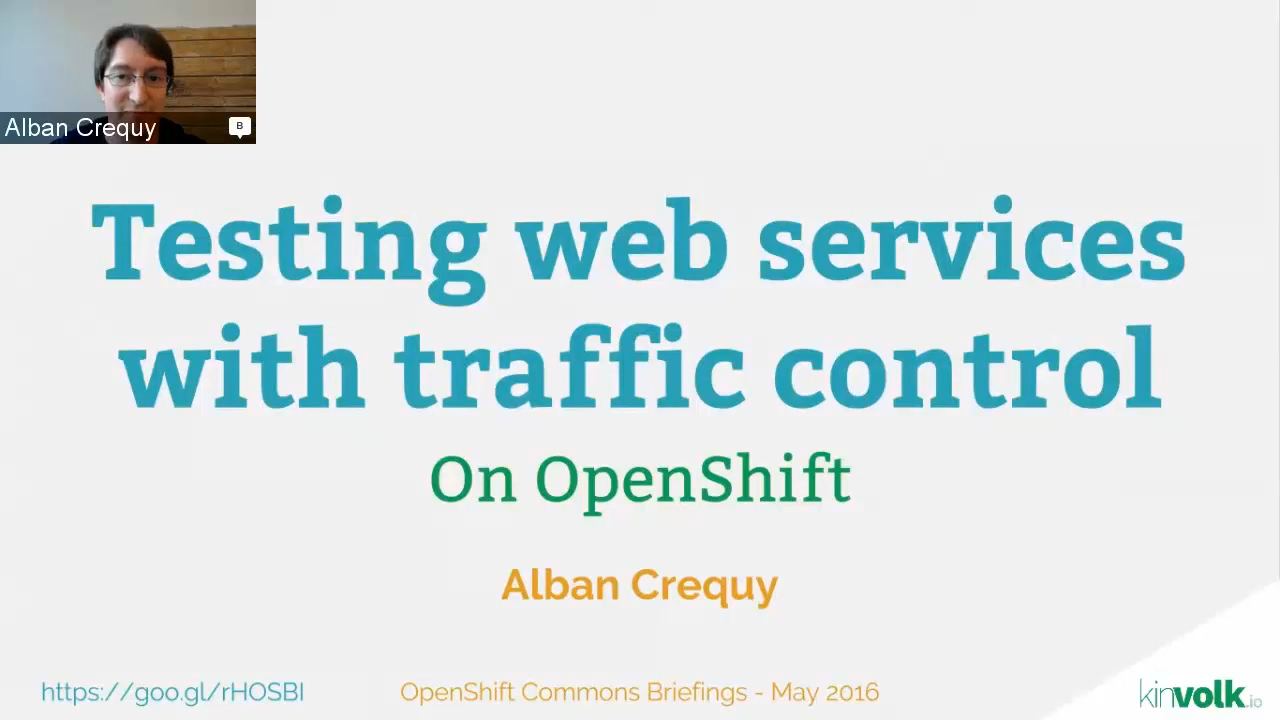 Alban Crequy
B
Testing web services
with traffic control
On OpenShift
Alban Crequy
https://goo.gl/rHOSBI
OpenShift Commons Briefings - May 2016
kinvolk.io